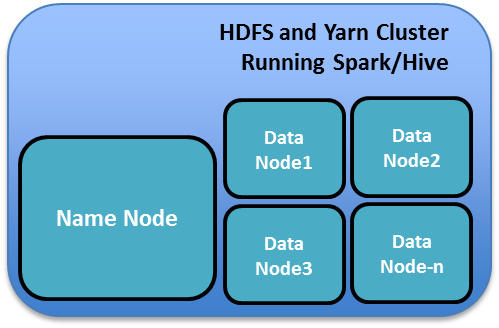 HDFS and Yarn Cluster
Running Spark/Hive
Name Node
Data
Node1
Data
Node2
Data
Node3
Data
Node-n